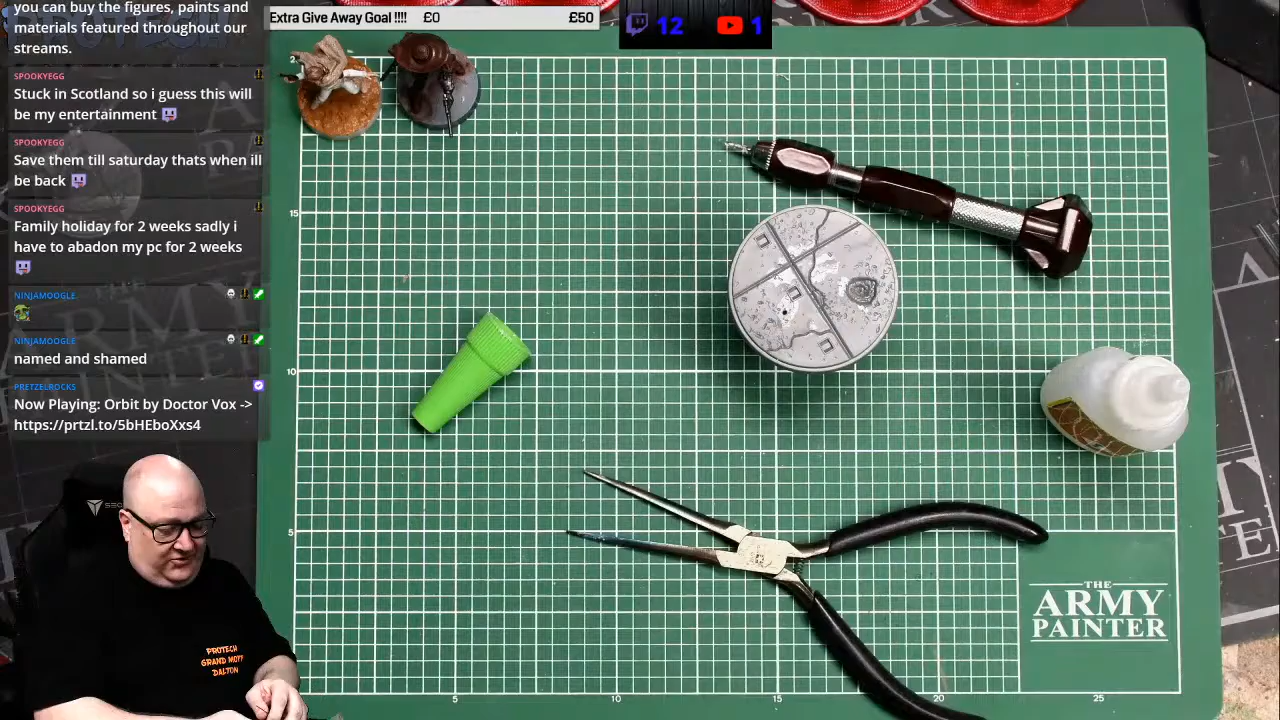 you can buy the figures, paints and
materials featured throughout our
streams.
SPOOKYEGG
Stuck in Scotland so i guess this will
be my entertainment
SPOOKYEGG
Save them till saturday thats when ill
be back
SPOOKYEGG
Family holiday for 2 weeks sadly i
have to abadon my pc for 2 weeks
NINJAMOOGLE
NINJAMOOGLE
named and shamed
PRETZELROCKS
Now Playing: Orbit by Doctor Vox ->
https://prtzl.to/5bHEboXxs4
Extra Give Away Goal !!!! £0 £50
12 1
15
10
5
5 10 15 20 25
THE
ARMY
PAINTER
PROTECH
GRAND MOFF
DALTON